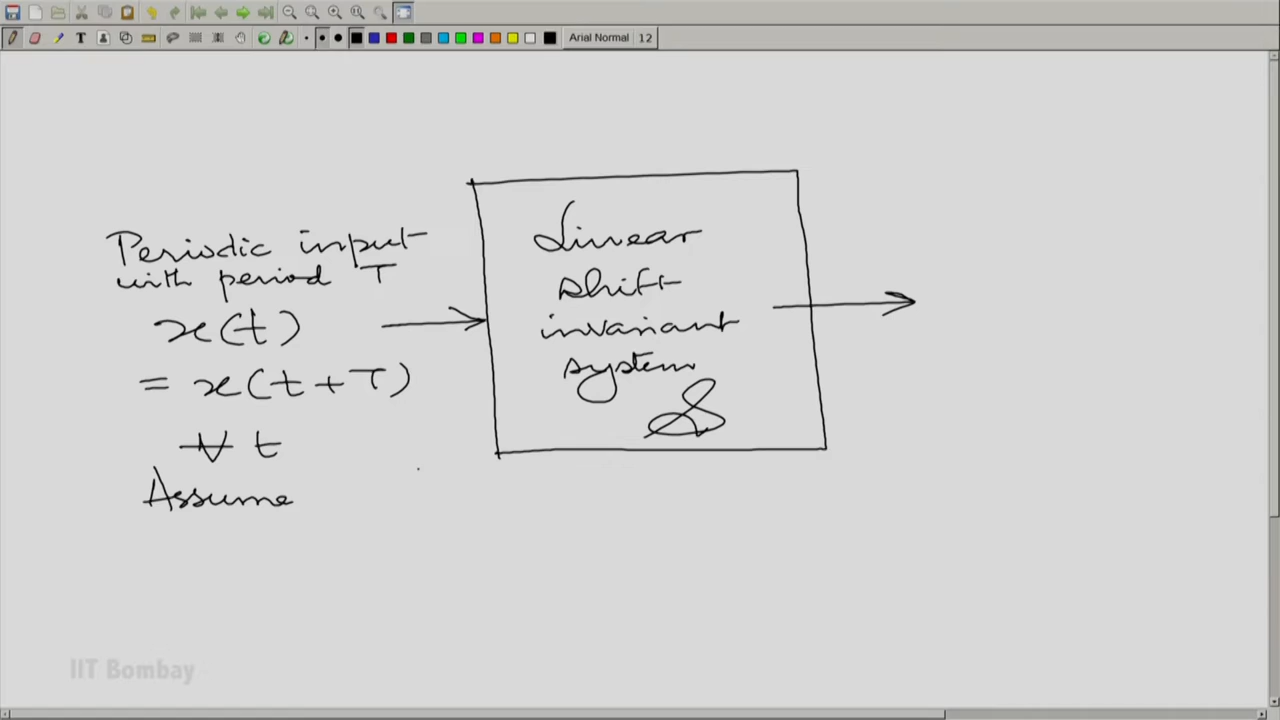 Arial Normal 12
Periodic input
with period T
x(t)
= x(t+T)
∀ t
Assume
Linear
shift
invariant
system
S
IIT Bombay